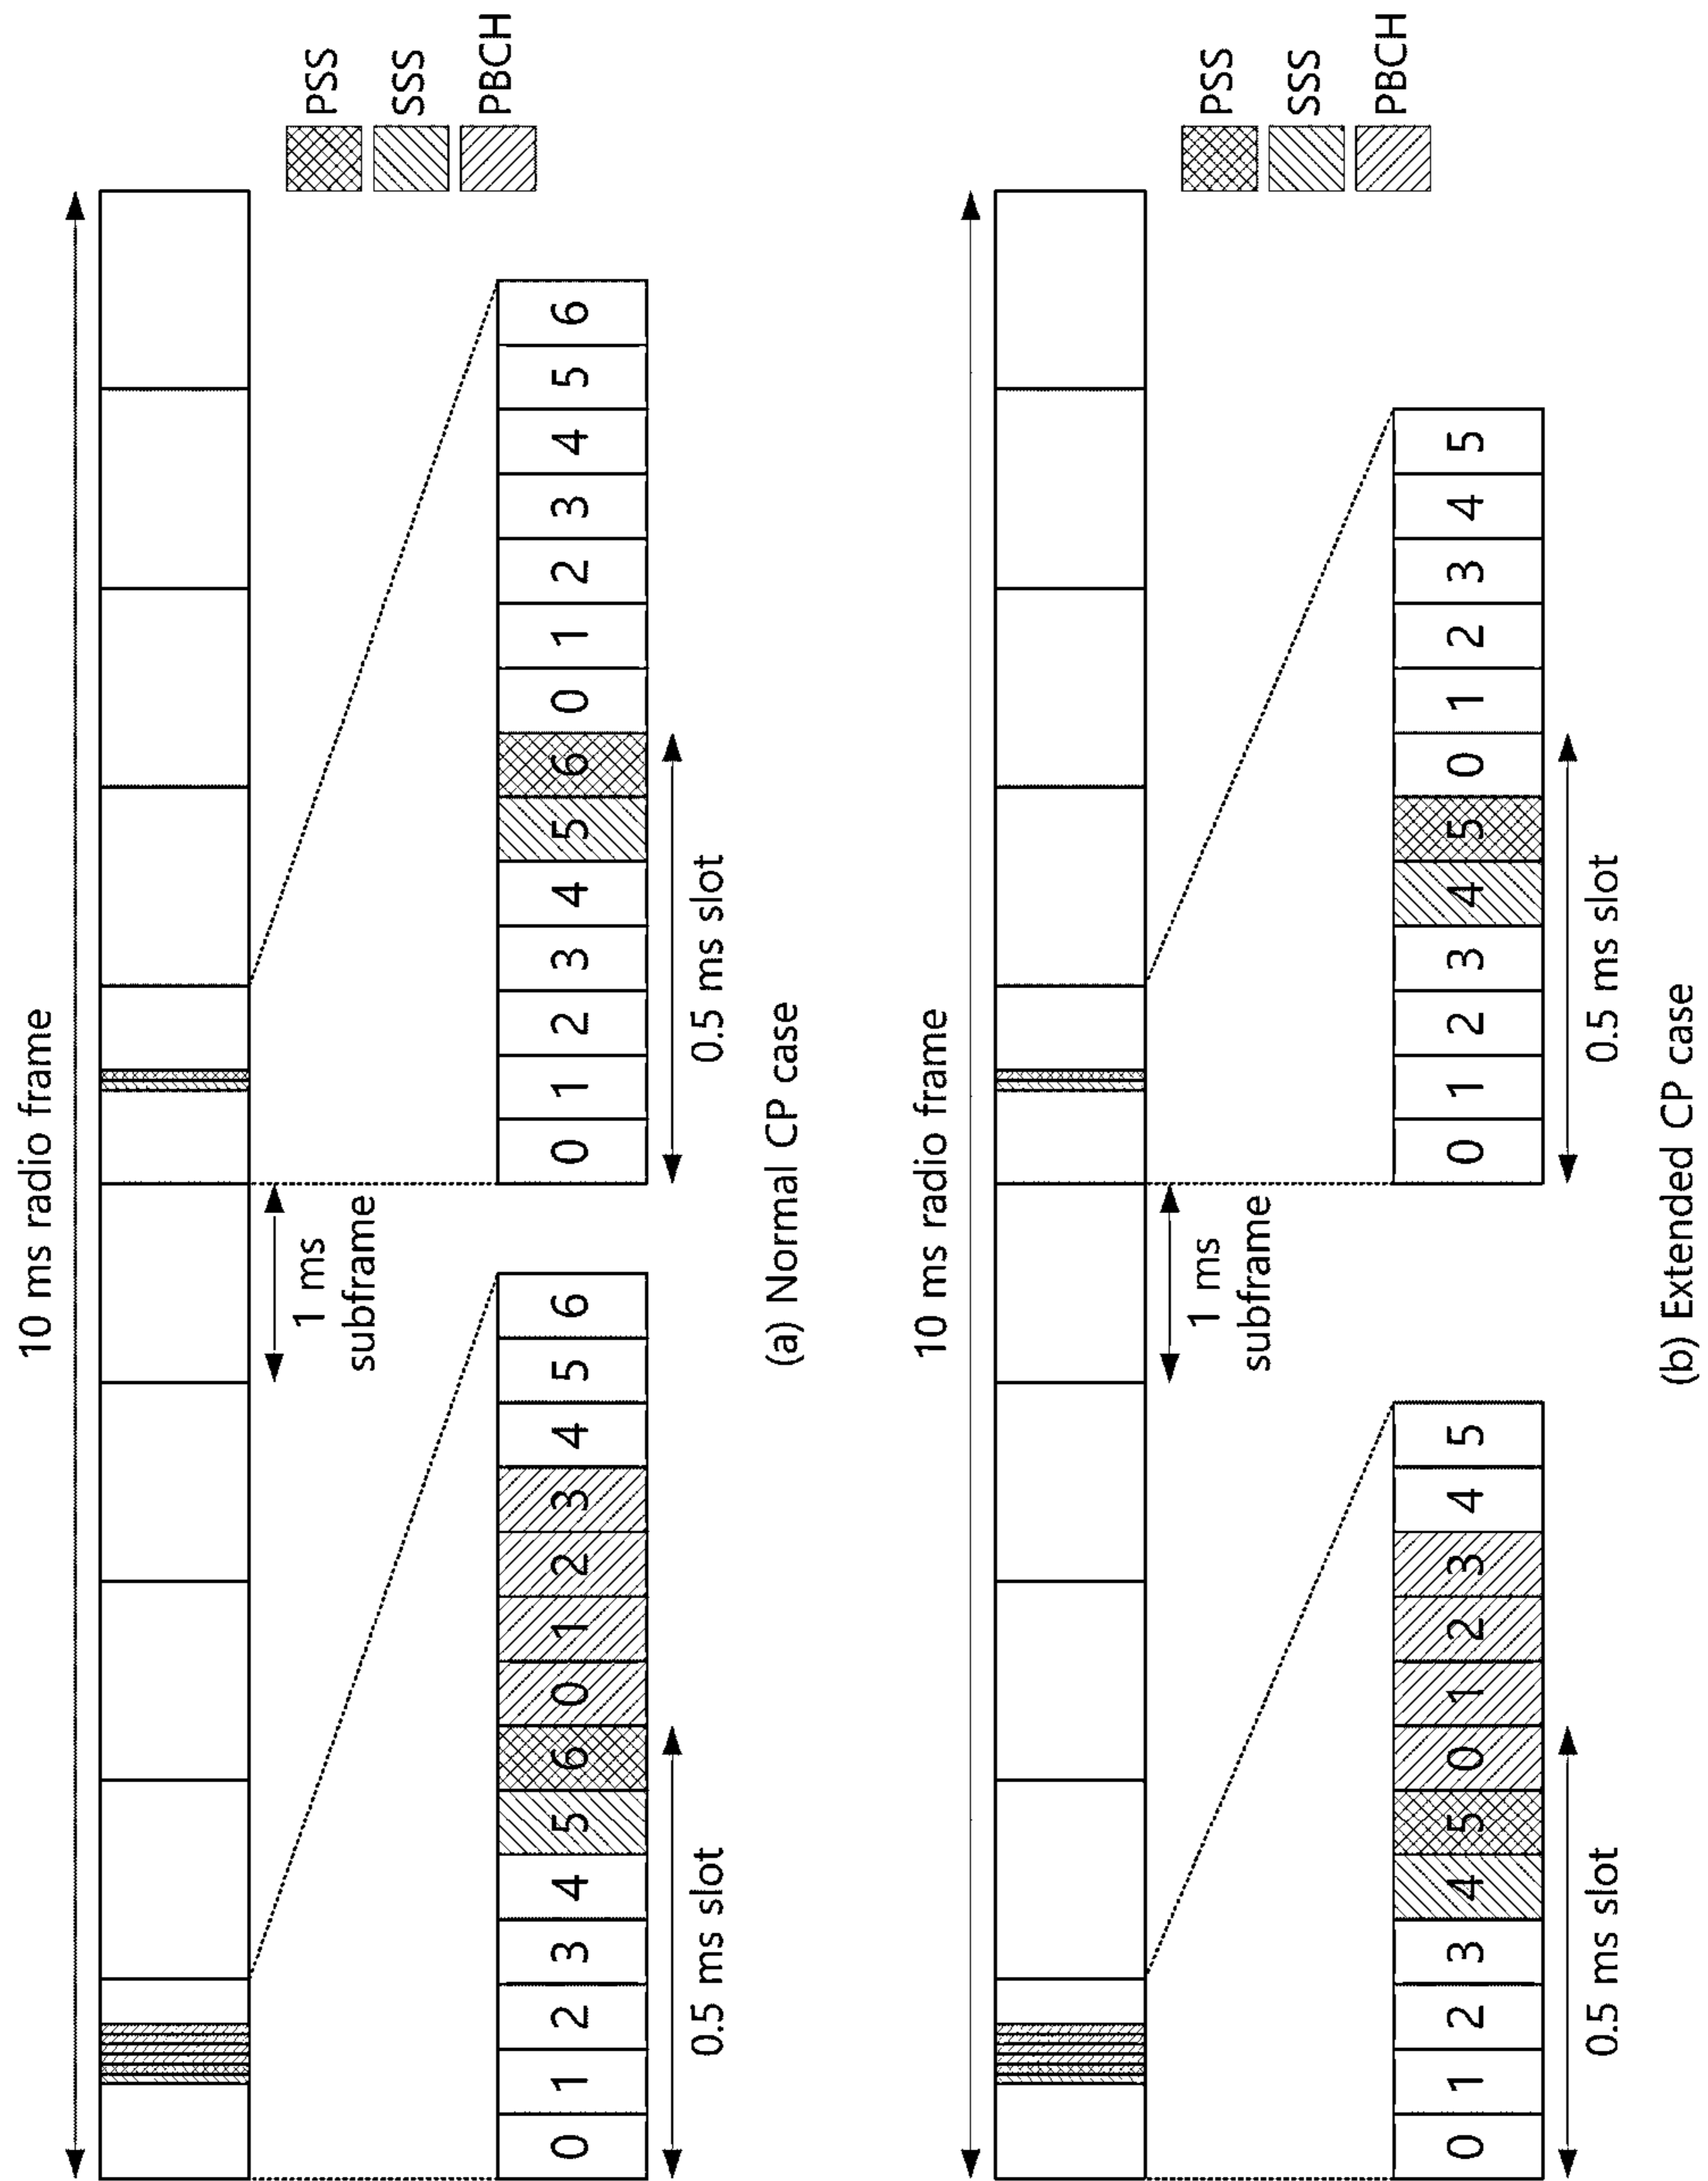 10 ms radio frame
PSS
SSS
PBCH
1 ms
subframe
0 1 2 3 4 5 6 0 1 2 3 4 5 6
0 1 2 3 4 5 6 0 1 2 3 4 5 6
0.5 ms slot
0.5 ms slot
(a) Normal CP case
10 ms radio frame
PSS
SSS
PBCH
1 ms
subframe
0 1 2 3 4 5 0 1 2 3 4 5
0 1 2 3 4 5 0 1 2 3 4 5
0.5 ms slot
0.5 ms slot
(b) Extended CP case